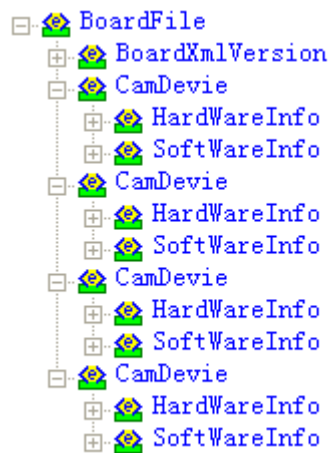 BoardFile
BoardXmlVersion
CamDevie
HardWareInfo
SoftWareInfo
CamDevie
HardWareInfo
SoftWareInfo
CamDevie
HardWareInfo
SoftWareInfo
CamDevie
HardWareInfo
SoftWareInfo